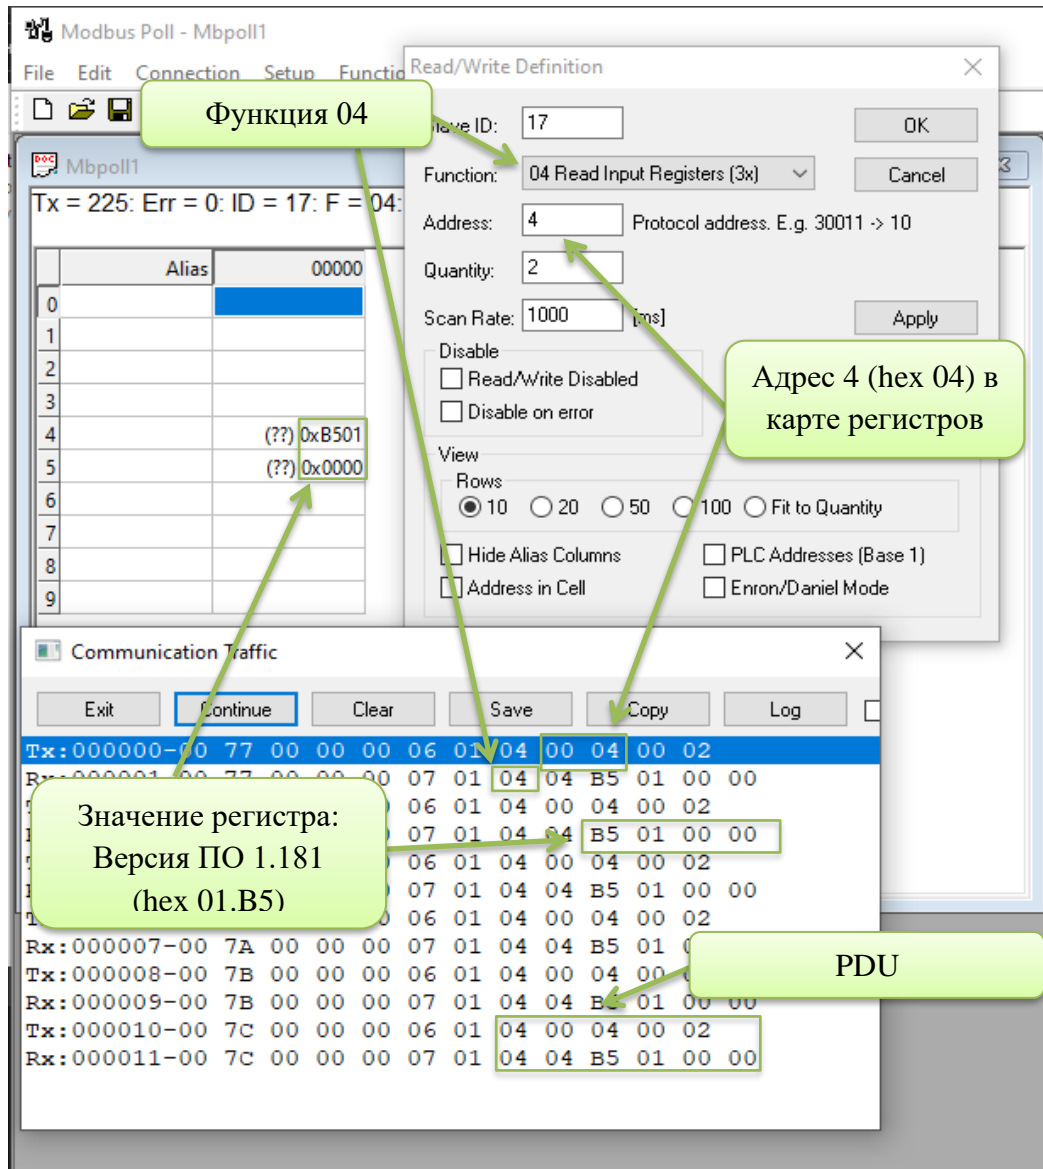 Modbus Poll - Mbpoll1
File Edit Connection Setup Functio
Read/Write Definition
Функция 04
Slave ID: 17
OK
Function: 04 Read Input Registers (3x)
Cancel
Address: 4 Protocol address. E.g. 30011 -> 10
Quantity: 2
Scan Rate: 1000 [ms]
Apply
Disable
Read/Write Disabled
Disable on error
Адрес 4 (hex 04) в
карте регистров
View
Rows
10 20 50 100 Fit to Quantity
Hide Alias Columns PLC Addresses (Base 1)
Address in Cell Enron/Daniel Mode
Mbpoll1
Tx = 225: Err = 0: ID = 17: F = 04:
Alias 00000
0
1
2
3
4 (??) 0xB501
5 (??) 0x0000
6
7
8
9
Communication Traffic
Exit Continue Clear Save Copy Log
Tx:000000-00 77 00 00 00 06 01 04 00 04 00 02
Rx:000001-00 77 00 00 00 07 01 04 04 B5 01 00 00
06 01 04 00 04 00 02
07 01 04 04 B5 01 00 00
06 01 04 00 04 00 02
07 01 04 04 B5 01 00 00
06 01 04 00 04 00 02
Значение регистра:
Версия ПО 1.181
(hex 01.B5)
Rx:000007-00 7A 00 00 00 07 01 04 04 B5 01
Tx:000008-00 7B 00 00 00 06 01 04 00 04 00
Rx:000009-00 7B 00 00 00 07 01 04 04 B5 01 00 00
Tx:000010-00 7C 00 00 00 06 01 04 00 04 00 02
Rx:000011-00 7C 00 00 00 07 01 04 04 B5 01 00 00
PDU